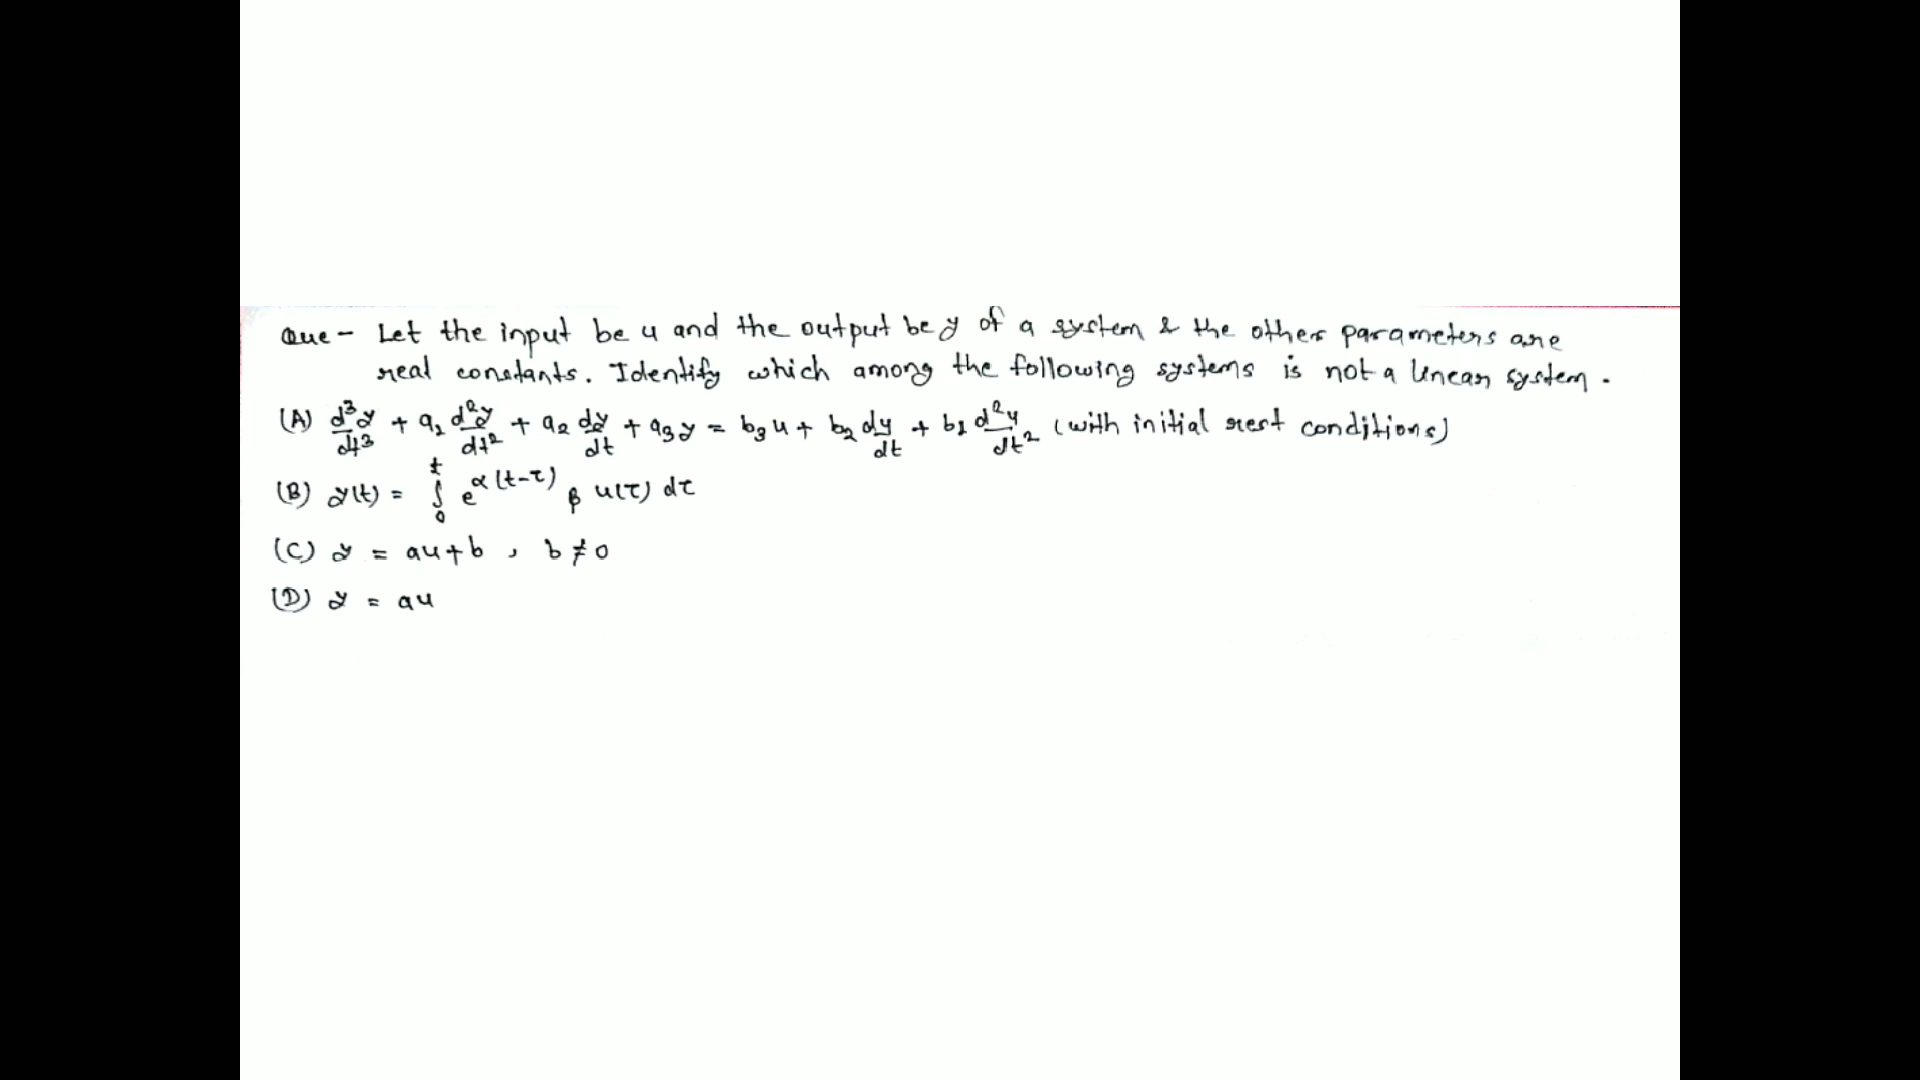 Que - Let the input be u and the output be y of a system & the other parameters are
real constants. Identify which among the following systems is not a linear system.
(A) d³y/dt³ + a₁ d²y/dt² + a₂ dy/dt + a₃y = b₃u + b₂ dy/dt + b₁ d²u/dt² (with initial rest conditions)
(B) y(t) = ∫₀ᵗ e^α(t-τ) β u(τ) dτ
(C) y = au+b , b ≠ 0
(D) y = au